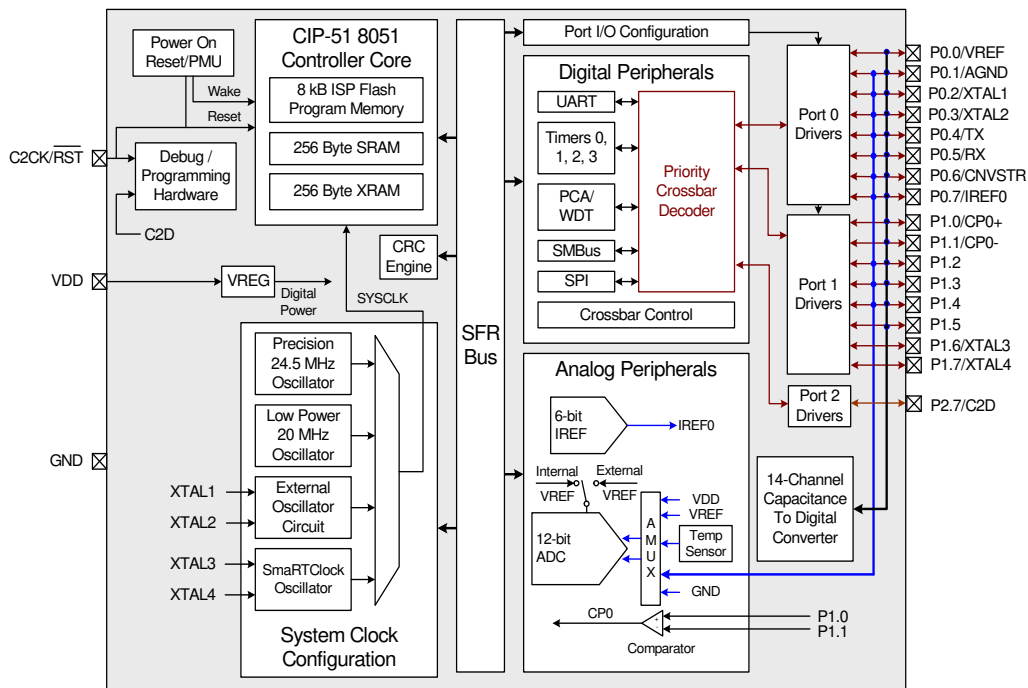 Power On
Reset/PMU
Wake
Reset
C2CK/RST
Debug /
Programming
Hardware
C2D
VDD
VREG
Digital
Power
GND
CIP-51 8051
Controller Core
8 kB ISP Flash
Program Memory
256 Byte SRAM
256 Byte XRAM
CRC
Engine
SYSCLK
Precision
24.5 MHz
Oscillator
Low Power
20 MHz
Oscillator
XTAL1
XTAL2
External
Oscillator
Circuit
XTAL3
XTAL4
SmaRTClock
Oscillator
System Clock
Configuration
SFR
Bus
Port I/O Configuration
Digital Peripherals
UART
Timers 0,
1, 2, 3
PCA/
WDT
SMBus
SPI
Priority
Crossbar
Decoder
Crossbar Control
Analog Peripherals
6-bit
IREF
IREF0
Internal
VREF
External
VREF
12-bit
ADC
A
M
U
X
VDD
VREF
Temp
Sensor
GND
CP0
+
-
Comparator
P1.0
P1.1
Port 0
Drivers
Port 1
Drivers
Port 2
Drivers
14-Channel
Capacitance
To Digital
Converter
P0.0/VREF
P0.1/AGND
P0.2/XTAL1
P0.3/XTAL2
P0.4/TX
P0.5/RX
P0.6/CNVSTR
P0.7/IREF0
P1.0/CP0+
P1.1/CP0-
P1.2
P1.3
P1.4
P1.5
P1.6/XTAL3
P1.7/XTAL4
P2.7/C2D